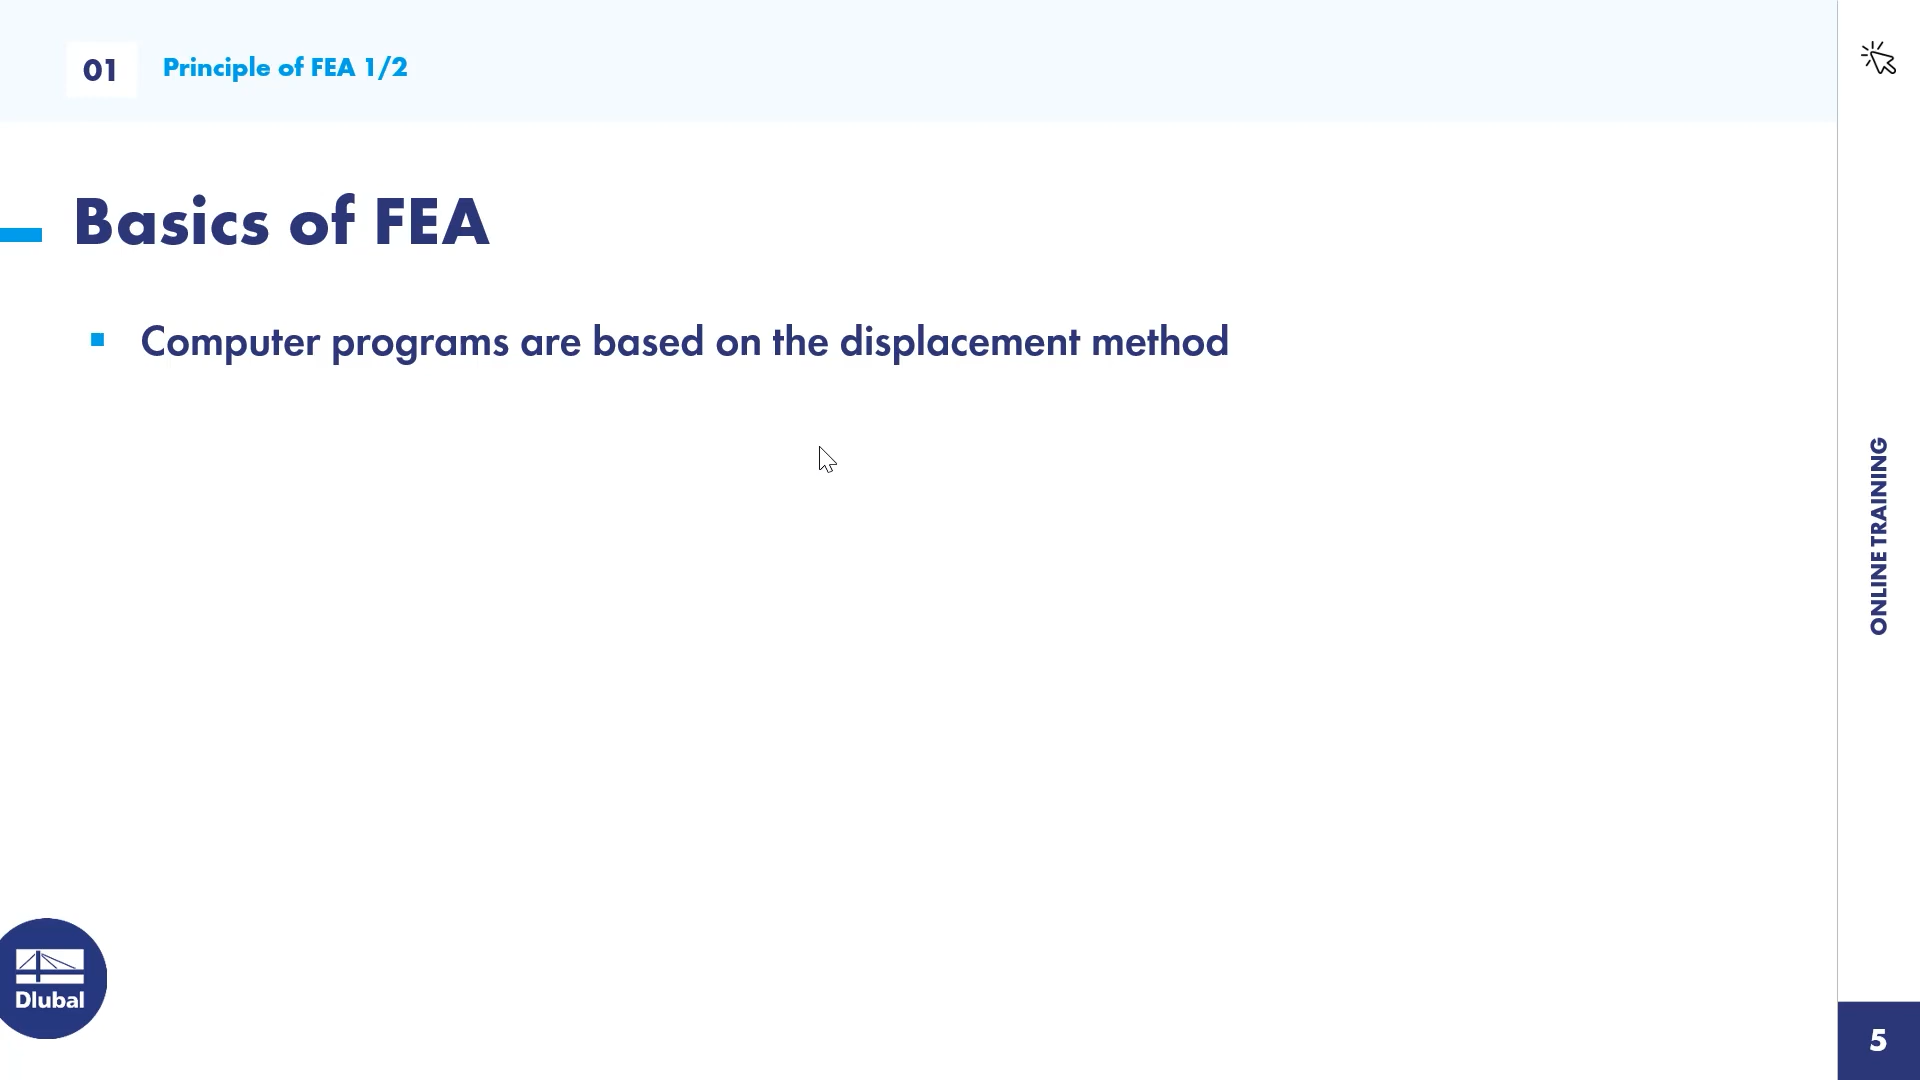 01
Principle of FEA 1/2
Basics of FEA
Computer programs are based on the displacement method
ONLINE TRAINING
Dlubal
5